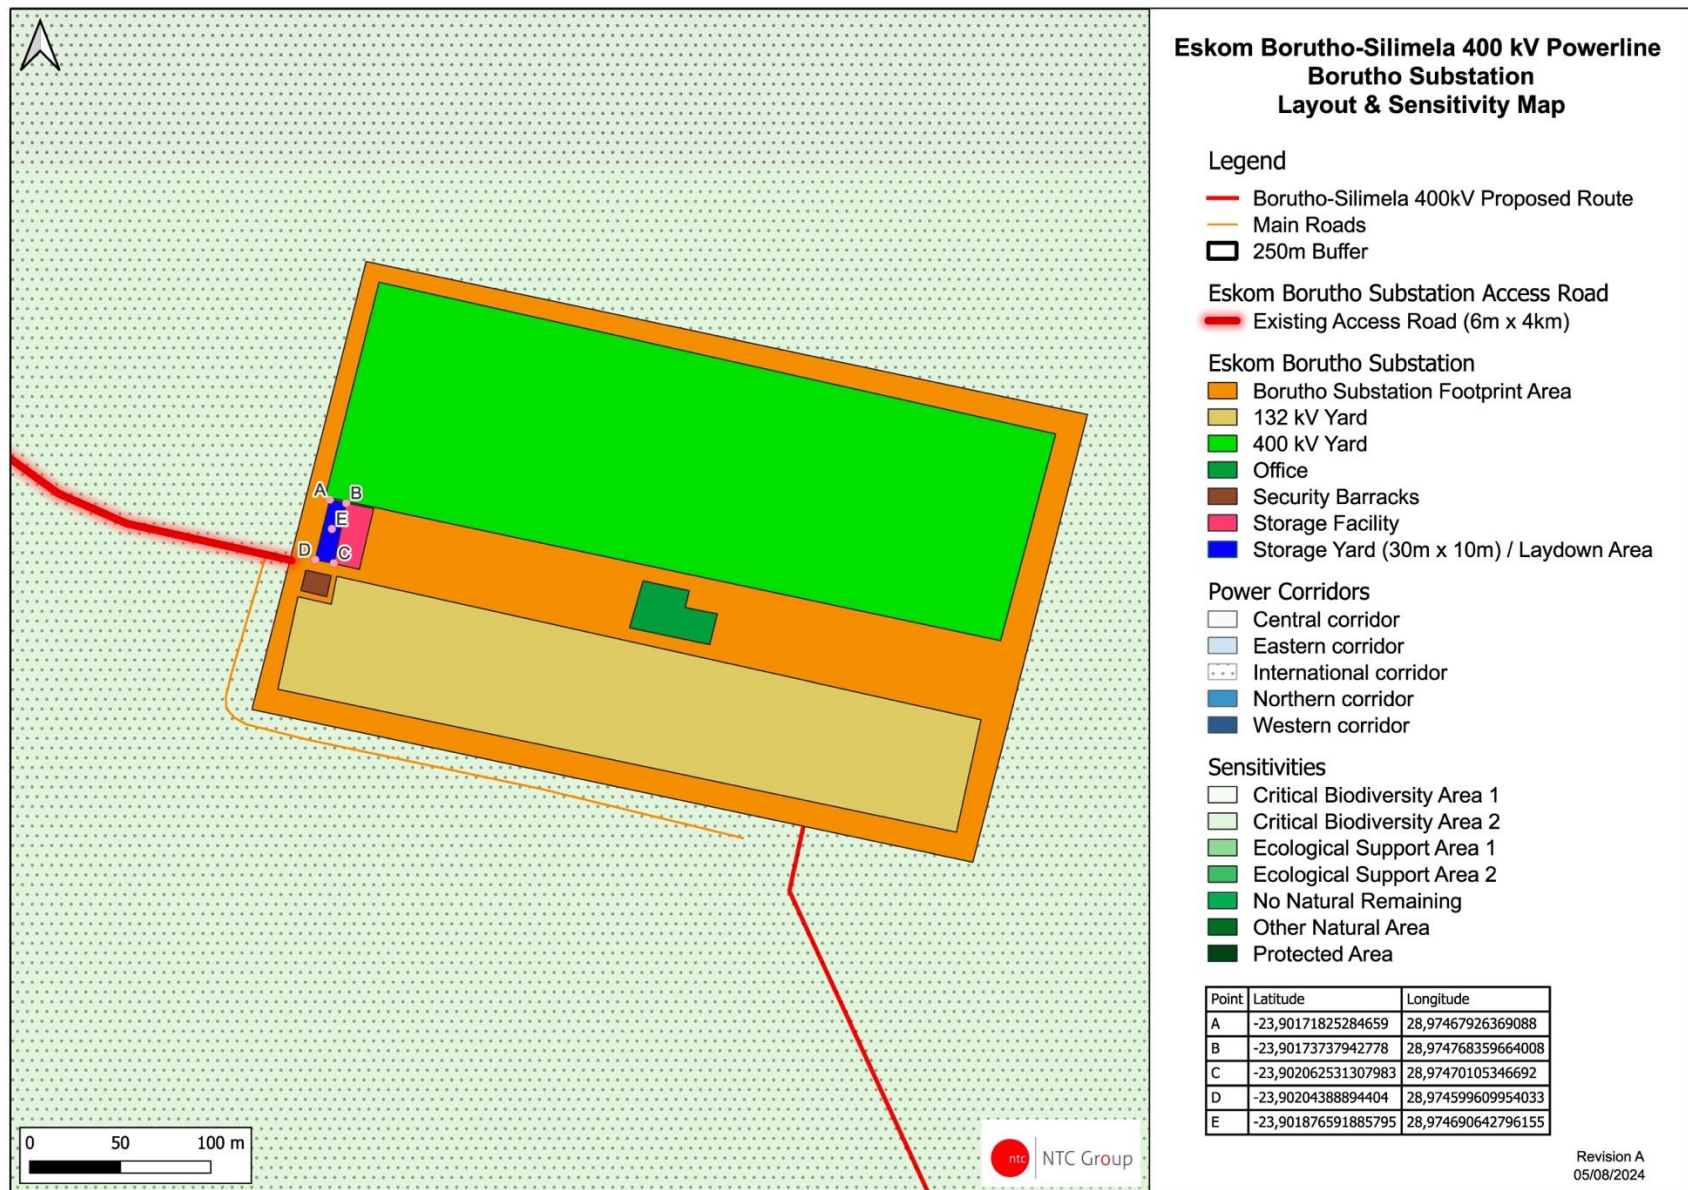 Eskom Borutho-Silimela 400 kV Powerline
Borutho Substation
Layout & Sensitivity Map
Legend
Borutho-Silimela 400kV Proposed Route
Main Roads
250m Buffer
Eskom Borutho Substation Access Road
Existing Access Road (6m x 4km)
Eskom Borutho Substation
Borutho Substation Footprint Area
132 kV Yard
400 kV Yard
Office
Security Barracks
Storage Facility
Storage Yard (30m x 10m) / Laydown Area
Power Corridors
Central corridor
Eastern corridor
International corridor
Northern corridor
Western corridor
Sensitivities
Critical Biodiversity Area 1
Critical Biodiversity Area 2
Ecological Support Area 1
Ecological Support Area 2
No Natural Remaining
Other Natural Area
Protected Area
Point Latitude Longitude
A -23,90171825284659 28,97467926369088
B -23,90173737942778 28,974768359664008
C -23,902062531307983 28,97470105346692
D -23,90204388894404 28,974599609954033
E -23,901876591885795 28,974690642796155
Revision A
05/08/2024
A B
E
D C
0 50 100 m
ntc NTC Group